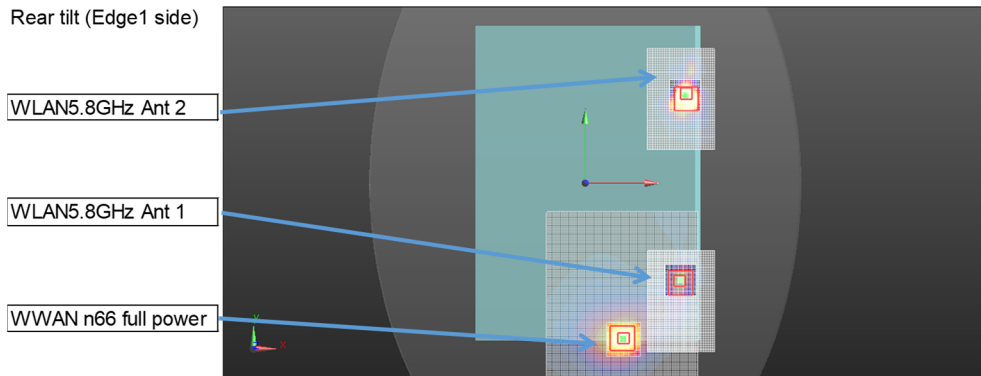 Rear tilt (Edge1 side)
WLAN5.8GHz Ant 2
WLAN5.8GHz Ant 1
WWAN n66 full power
Y
X